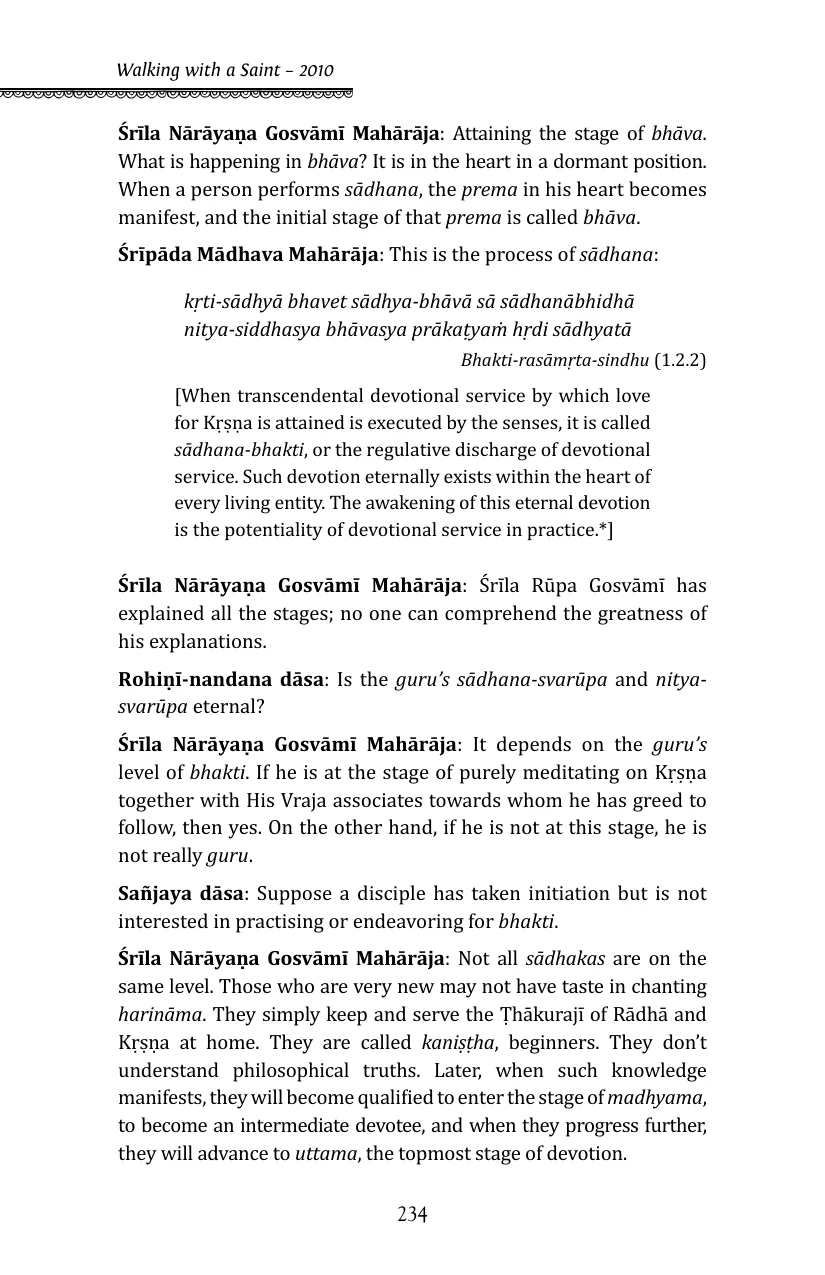 Walking with a Saint – 2010
Śrīla Nārāyaṇa Gosvāmī Mahārāja: Attaining the stage of bhāva.
What is happening in bhāva? It is in the heart in a dormant position.
When a person performs sādhana, the prema in his heart becomes
manifest, and the initial stage of that prema is called bhāva.
Śrīpāda Mādhava Mahārāja: This is the process of sādhana:
kṛti-sādhyā bhavet sādhya-bhāvā sā sādhanābhidhā
nitya-siddhasya bhāvasya prākaṭyaṁ hṛdi sādhyatā
Bhakti-rasāmṛta-sindhu (1.2.2)
[When transcendental devotional service by which love
for Kṛṣṇa is attained is executed by the senses, it is called
sādhana-bhakti, or the regulative discharge of devotional
service. Such devotion eternally exists within the heart of
every living entity. The awakening of this eternal devotion
is the potentiality of devotional service in practice.*]
Śrīla Nārāyaṇa Gosvāmī Mahārāja: Śrīla Rūpa Gosvāmī has
explained all the stages; no one can comprehend the greatness of
his explanations.
Rohiṇī-nandana dāsa: Is the guru’s sādhana-svarūpa and nitya-
svarūpa eternal?
Śrīla Nārāyaṇa Gosvāmī Mahārāja: It depends on the guru’s
level of bhakti. If he is at the stage of purely meditating on Kṛṣṇa
together with His Vraja associates towards whom he has greed to
follow, then yes. On the other hand, if he is not at this stage, he is
not really guru.
Sañjaya dāsa: Suppose a disciple has taken initiation but is not
interested in practising or endeavoring for bhakti.
Śrīla Nārāyaṇa Gosvāmī Mahārāja: Not all sādhakas are on the
same level. Those who are very new may not have taste in chanting
harināma. They simply keep and serve the Ṭhākurajī of Rādhā and
Kṛṣṇa at home. They are called kaniṣṭha, beginners. They don’t
understand philosophical truths. Later, when such knowledge
manifests, they will become qualified to enter the stage of madhyama,
to become an intermediate devotee, and when they progress further,
they will advance to uttama, the topmost stage of devotion.
234